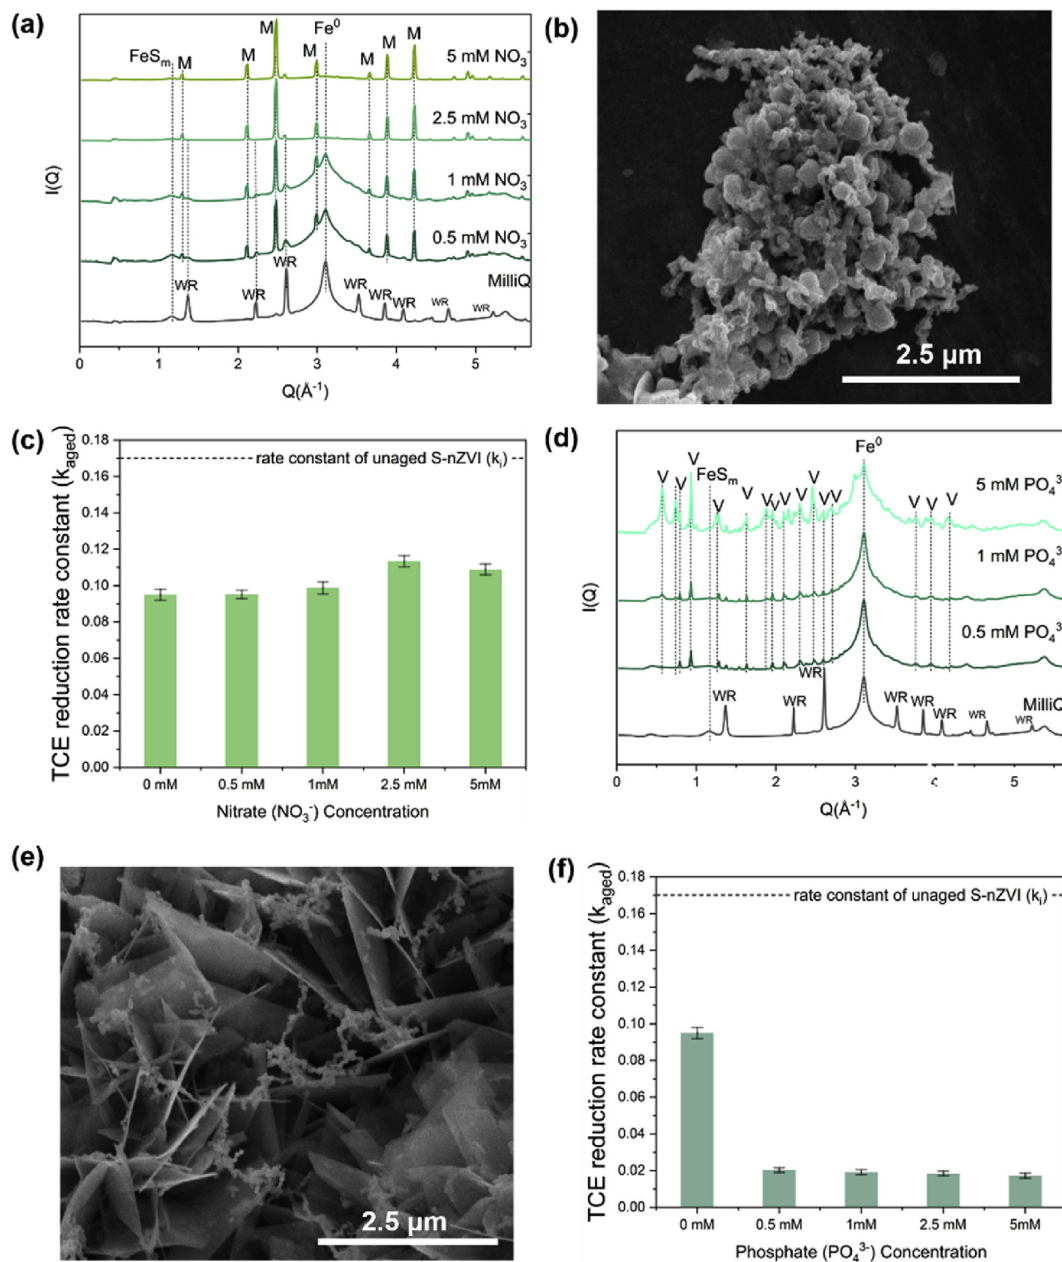 (a)
M
M
Fe⁰
M
M
M
FeSₘ
M
M
5 mM NO₃⁻
2.5 mM NO₃⁻
1 mM NO₃⁻
0.5 mM NO₃⁻
MilliQ
WR
WR
WR
WR
WR
WR
WR
WR
I(Q)
0 1 2 3 4 5
Q(Å⁻¹)
(b)
2.5 µm
(c)
TCE reduction rate constant (k_aged)
0.18
0.16
0.14
0.12
0.10
0.08
0.06
0.04
0.02
0.00
rate constant of unaged S-nZVI (kᵢ)
0 mM 0.5 mM 1mM 2.5 mM 5mM
Nitrate (NO₃⁻) Concentration
(d)
Fe⁰
V V V FeSₘ V V V V V V V V V V V V V
5 mM PO₄³
1 mM PO₄³
0.5 mM PO₄³
MilliQ
WR
WR
WR
WR
WR
WR
WR
WR
I(Q)
0 1 2 3 5
Q(Å⁻¹)
(e)
2.5 µm
(f)
TCE reduction rate constant (k_aged)
0.18
0.16
0.14
0.12
0.10
0.08
0.06
0.04
0.02
0.00
rate constant of unaged S-nZVI (kᵢ)
0 mM 0.5 mM 1mM 2.5 mM 5mM
Phosphate (PO₄³⁻) Concentration